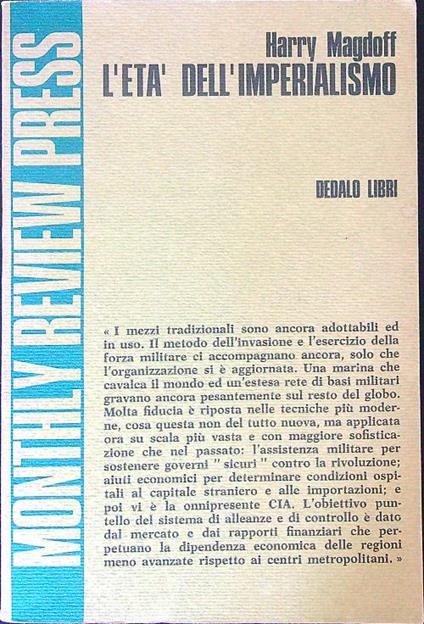 MONTHLY REVIEW PRESS
Harry Magdoff
L'ETA' DELL'IMPERIALISMO
DEDALO LIBRI
« I mezzi tradizionali sono ancora adottabili ed
in uso. Il metodo dell'invasione e l'esercizio della
forza militare ci accompagnano ancora, solo che
l'organizzazione si è aggiornata. Una marina che
cavalca il mondo ed un'estesa rete di basi militari
gravano ancora pesantemente sul resto del globo.
Molta fiducia è riposta nelle tecniche più moder-
ne, cosa questa non del tutto nuova, ma applicata
ora su scala più vasta e con maggiore sofistica-
zione che nel passato: l'assistenza militare per
sostenere governi " sicuri " contro la rivoluzione;
aiuti economici per determinare condizioni ospi-
tali al capitale straniero e alle importazioni; e
poi vi è la onnipresente CIA. L'obiettivo pun-
tello del sistema di alleanze e di controllo è dato
dal mercato e dai rapporti finanziari che per-
petuano la dipendenza economica delle regioni
meno avanzate rispetto ai centri metropolitani. »